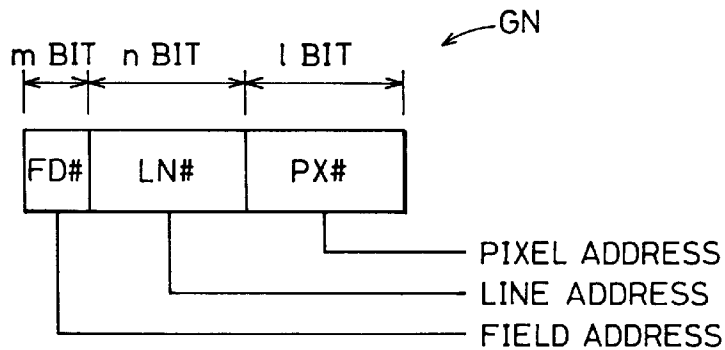 GN
m BIT n BIT l BIT
FD# LN# PX#
PIXEL ADDRESS
LINE ADDRESS
FIELD ADDRESS